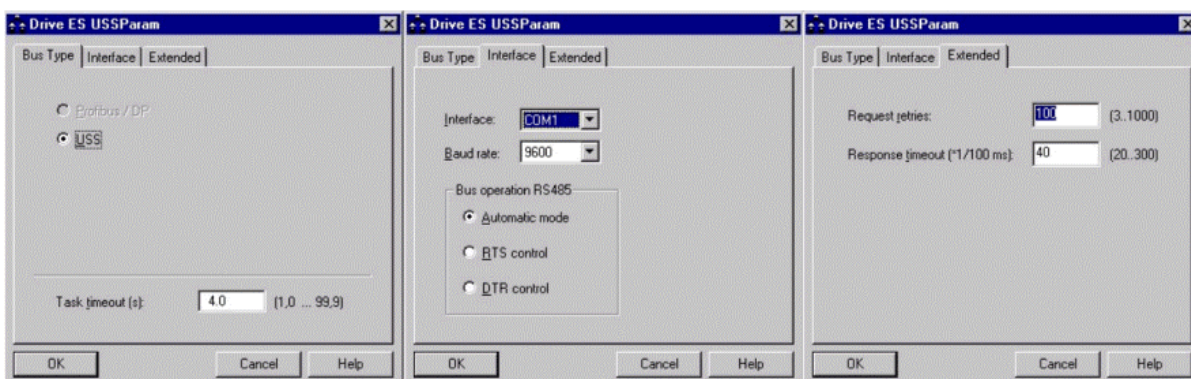 Drive ES USSParam
Bus Type Interface Extended
Profibus / DP
USS
Task timeout (s): 4.0 (1,0 ... 99,9)
OK Cancel Help
Drive ES USSParam
Bus Type Interface Extended
Interface: COM1
Baud rate: 9600
Bus operation RS485
Automatic mode
RTS control
DTR control
OK Cancel Help
Drive ES USSParam
Bus Type Interface Extended
Request retries: 100 (3..1000)
Response timeout (*1/100 ms): 40 (20..300)
OK Cancel Help